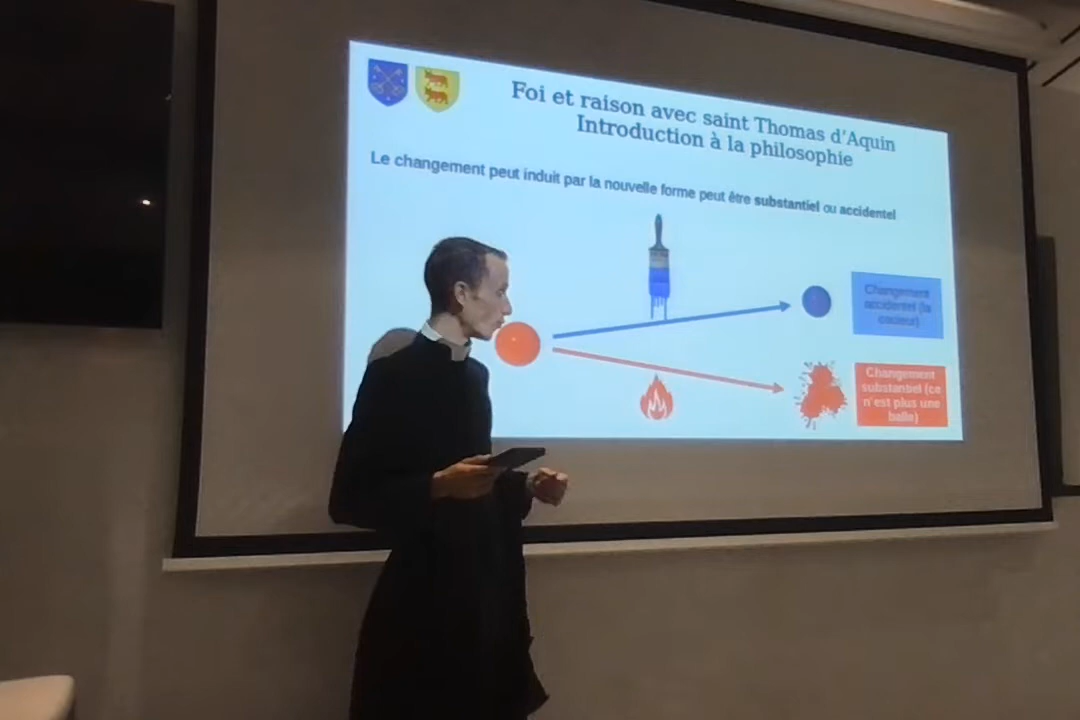 Foi et raison avec saint Thomas d'Aquin
Introduction à la philosophie
Le changement peut induit par la nouvelle forme peut être substantiel ou accidentel
Changement
accidentel (la
couleur)
Changement
substantiel (ce
n'est plus une
balle)